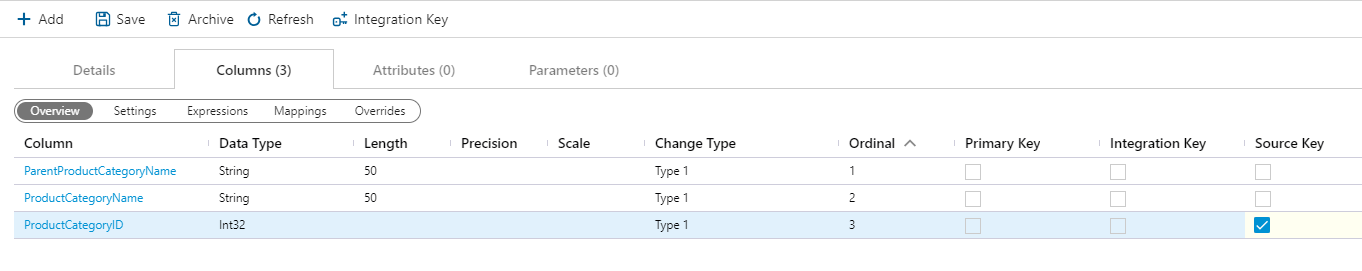 Add Save Archive Refresh Integration Key
Details Columns (3) Attributes (0) Parameters (0)
Overview Settings Expressions Mappings Overrides
Column Data Type Length Precision Scale Change Type Ordinal Primary Key Integration Key Source Key
ParentProductCategoryName String 50 Type 1 1
ProductCategoryName String 50 Type 1 2
ProductCategoryID Int32 Type 1 3